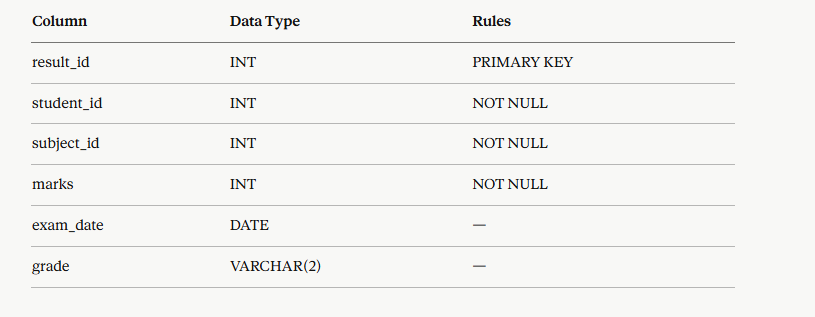 Column Data Type Rules
result_id INT PRIMARY KEY
student_id INT NOT NULL
subject_id INT NOT NULL
marks INT NOT NULL
exam_date DATE —
grade VARCHAR(2) —